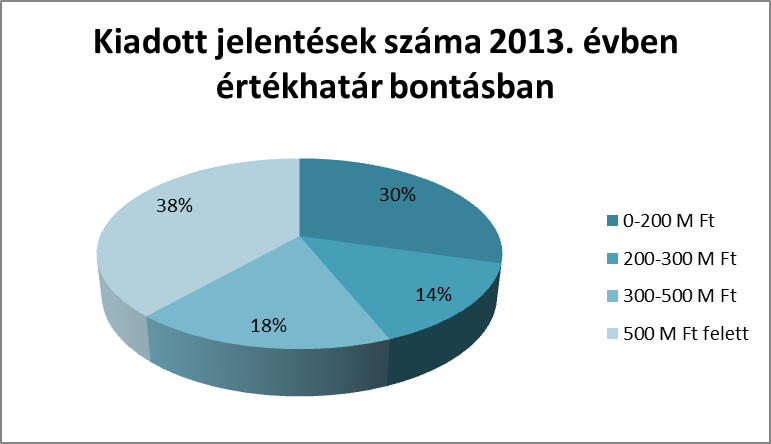 Kiadott jelentések száma 2013. évben
értékhatár bontásban
38%
30%
14%
18%
0-200 M Ft
200-300 M Ft
300-500 M Ft
500 M Ft felett